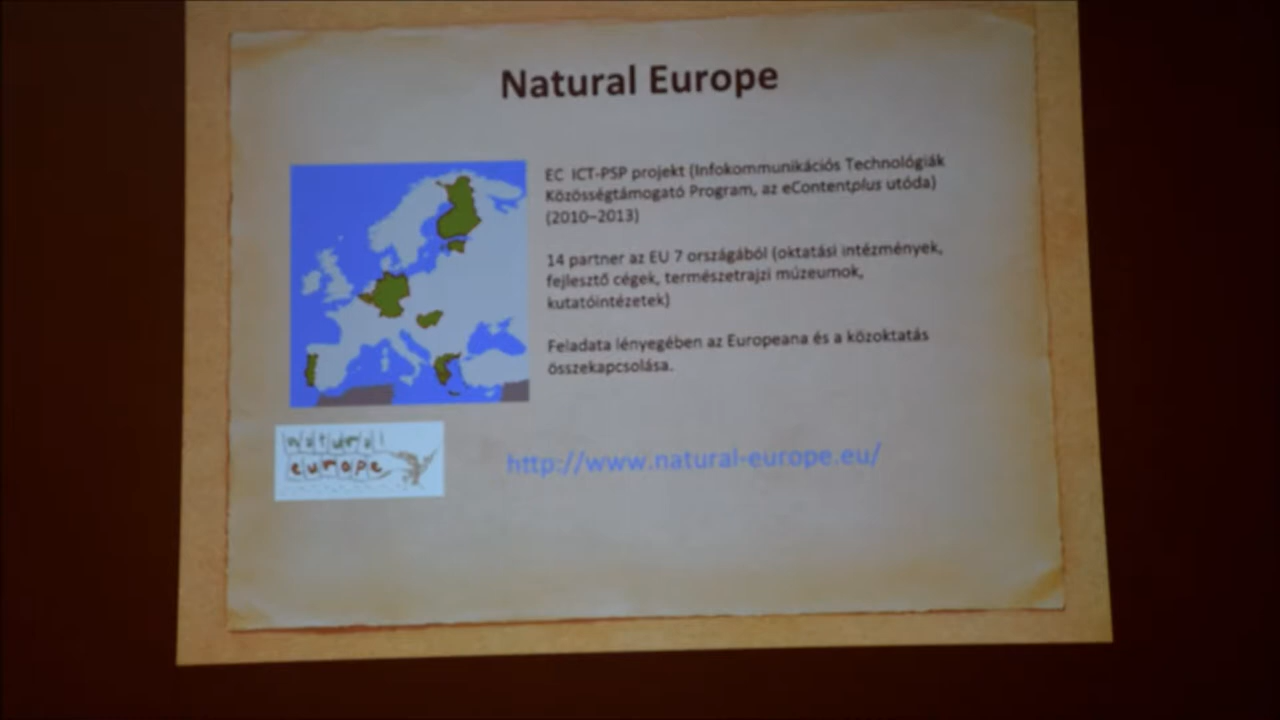 Natural Europe
EC ICT-PSP projekt (Infokommunikációs Technológiák
Közösségtámogató Program, az eContentplus utóda)
(2010–2013)
14 partner az EU 7 országából (oktatási intézmények,
fejlesztő cégek, természetrajzi múzeumok,
kutatóintézetek)
Feladata lényegében az Europeana és a közoktatás
összekapcsolása.
natural
europe
http://www.natural-europe.eu/